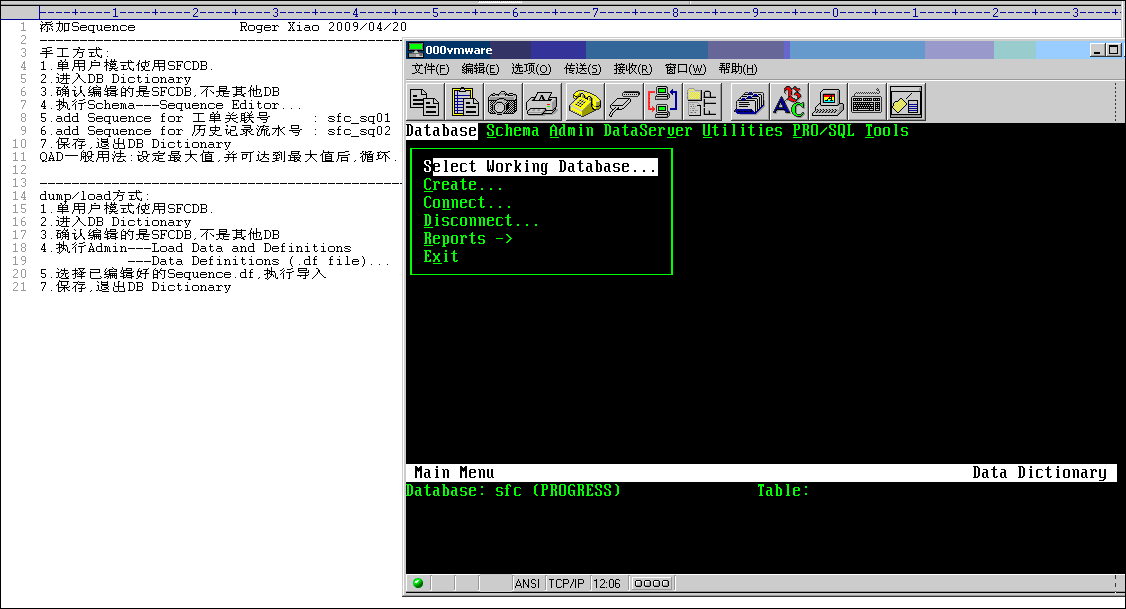 ----+----1----+----2----+----3----+----4----+----5----+----6----+----7----+----8----+----9----+----0----+----1----+----2----+----3----+
1 添加Sequence Roger Xiao 2009/04/20
2 ----------------------------------------------
3 手工方式:
4 1.单用户模式使用SFCDB.
5 2.进入DB Dictionary
6 3.确认编辑的是SFCDB,不是其他DB
7 4.执行Schema---Sequence Editor...
8 5.add Sequence for 工单关联号 : sfc_sq01
9 6.add Sequence for 历史记录流水号 : sfc_sq02
10 7.保存,退出DB Dictionary
11 QAD一般用法:设定最大值,并可达到最大值后,循环.
12
13 ----------------------------------------------
14 dump/load方式:
15 1.单用户模式使用SFCDB.
16 2.进入DB Dictionary
17 3.确认编辑的是SFCDB,不是其他DB
18 4.执行Admin---Load Data and Definitions
19 ---Data Definitions (.df file)...
20 5.选择已编辑好的Sequence.df,执行导入
21 7.保存,退出DB Dictionary
000vmware
文件(F) 编辑(E) 选项(O) 传送(S) 接收(R) 窗口(W) 帮助(H)
Database Schema Admin DataServer Utilities PRO/SQL Tools
Select Working Database...
Create...
Connect...
Disconnect...
Reports ->
Exit
Main Menu Data Dictionary
Database: sfc (PROGRESS) Table:
ANSI TCP/IP 12:06